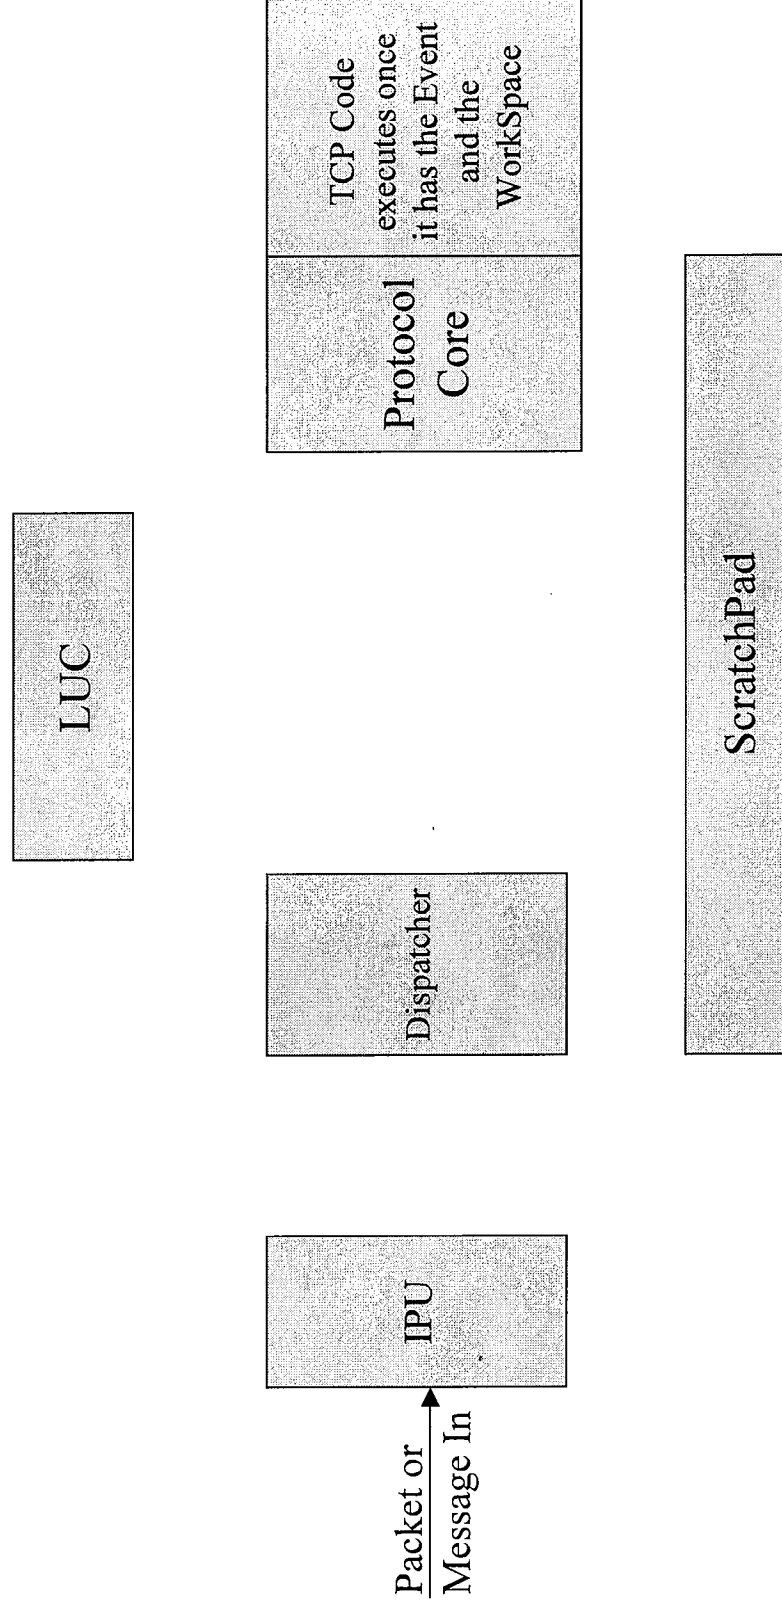 LUC
Packet or
Message In
IPU
Dispatcher
Protocol
Core
TCP Code
executes once
it has the Event
and the
WorkSpace
ScratchPad